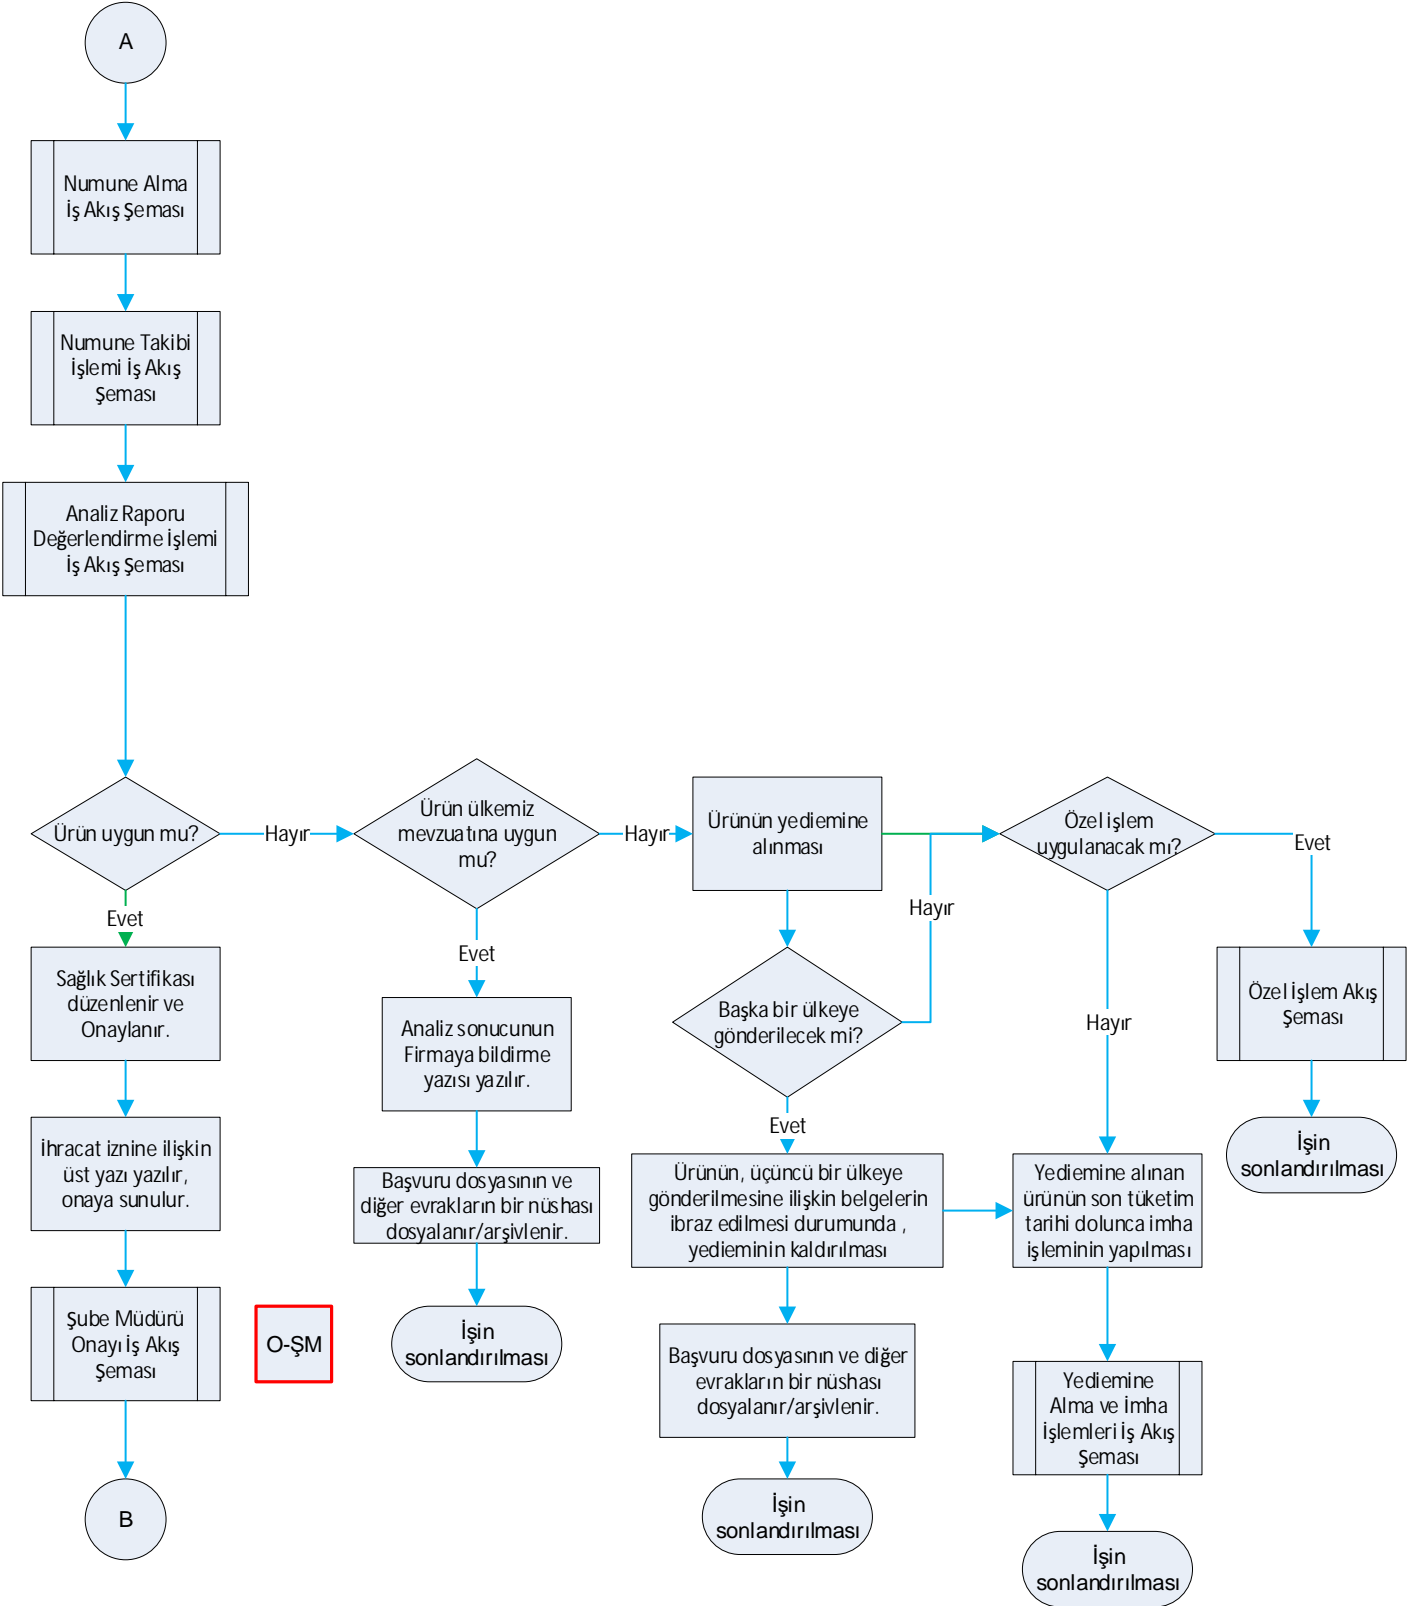 A
Numune Alma
İş Akış Şeması
Numune Takibi
İşlemi İş Akış
Şeması
Analiz Raporu
Değerlendirme İşlemi
İş Akış Şeması
Ürün uygun mu?
Hayır
Ürün ülkemiz
mevzuatına uygun
mu?
Hayır
Ürünün yediemine
alınması
Özel işlem
uygulanacak mı?
Evet
Evet
Sağlık Sertifikası
düzenlenir ve
Onaylanır.
Evet
Analiz sonucunun
Firmaya bildirme
yazısı yazılır.
Hayır
Başka bir ülkeye
gönderilecek mi?
Hayır
Özel İşlem Akış
Şeması
İhracat iznine ilişkin
üst yazı yazılır,
onaya sunulur.
Başvuru dosyasının ve
diğer evrakların bir nüshası
dosyalanır/arşivlenir.
Evet
Ürünün, üçüncü bir ülkeye
gönderilmesine ilişkin belgelerin
ibraz edilmesi durumunda ,
yedieminin kaldırılması
Yediemine alınan
ürünün son tüketim
tarihi dolunca imha
işleminin yapılması
İşin
sonlandırılması
Şube Müdürü
Onayı İş Akış
Şeması
O-ŞM
İşin
sonlandırılması
Başvuru dosyasının ve diğer
evrakların bir nüshası
dosyalanır/arşivlenir.
Yediemine
Alma ve İmha
İşlemleri İş Akış
Şeması
B
İşin
sonlandırılması
İşin
sonlandırılması